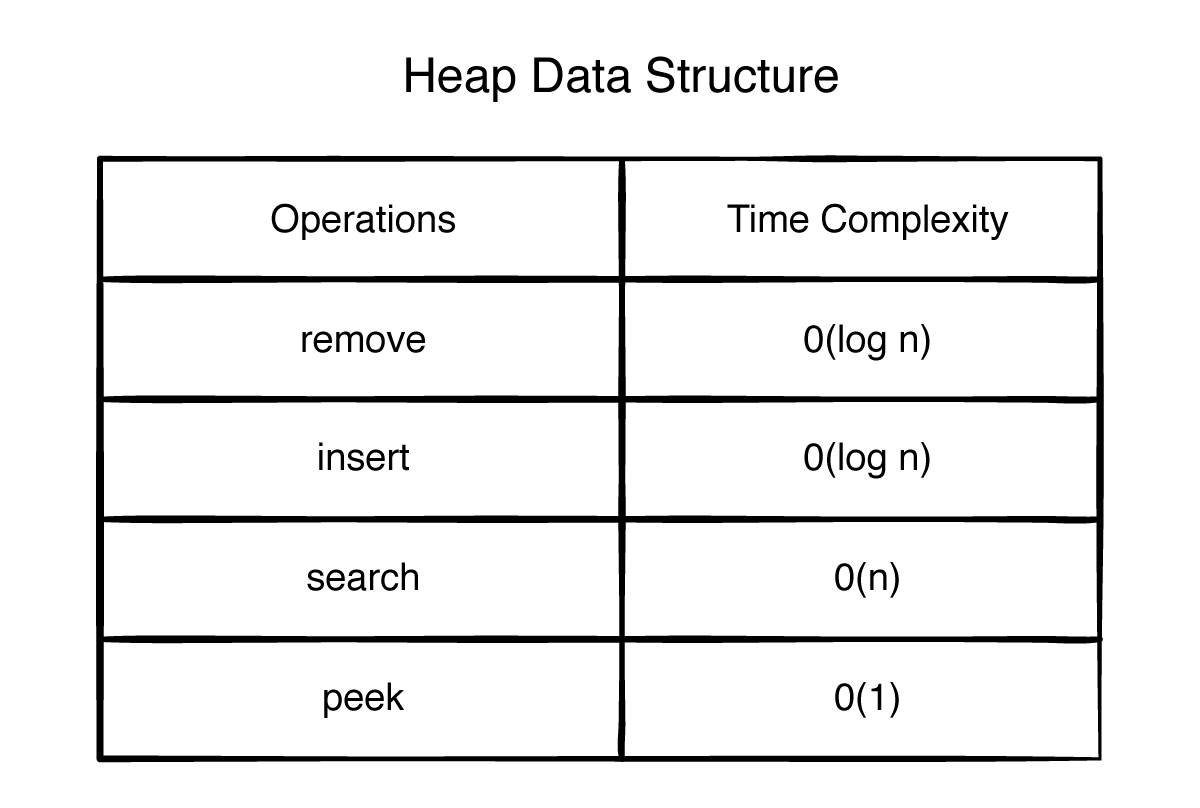 Heap Data Structure
Operations Time Complexity
remove 0(log n)
insert 0(log n)
search 0(n)
peek 0(1)